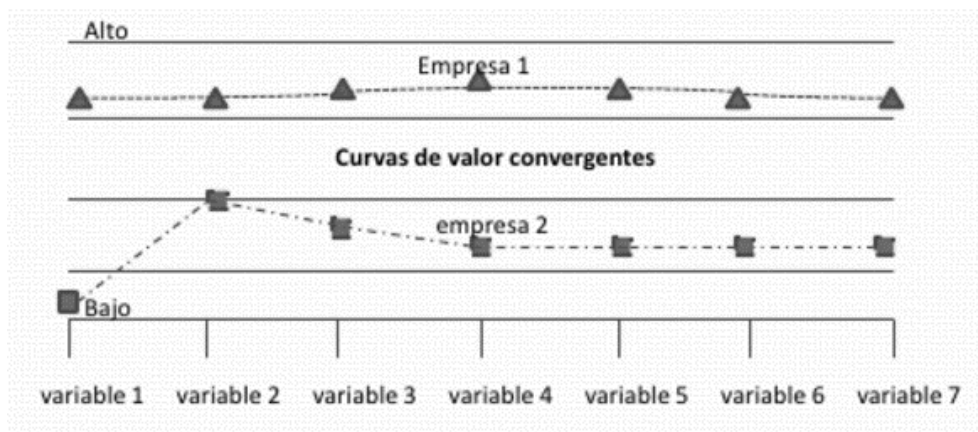 Alto
Empresa 1
Curvas de valor convergentes
empresa 2
Bajo
variable 1 variable 2 variable 3 variable 4 variable 5 variable 6 variable 7